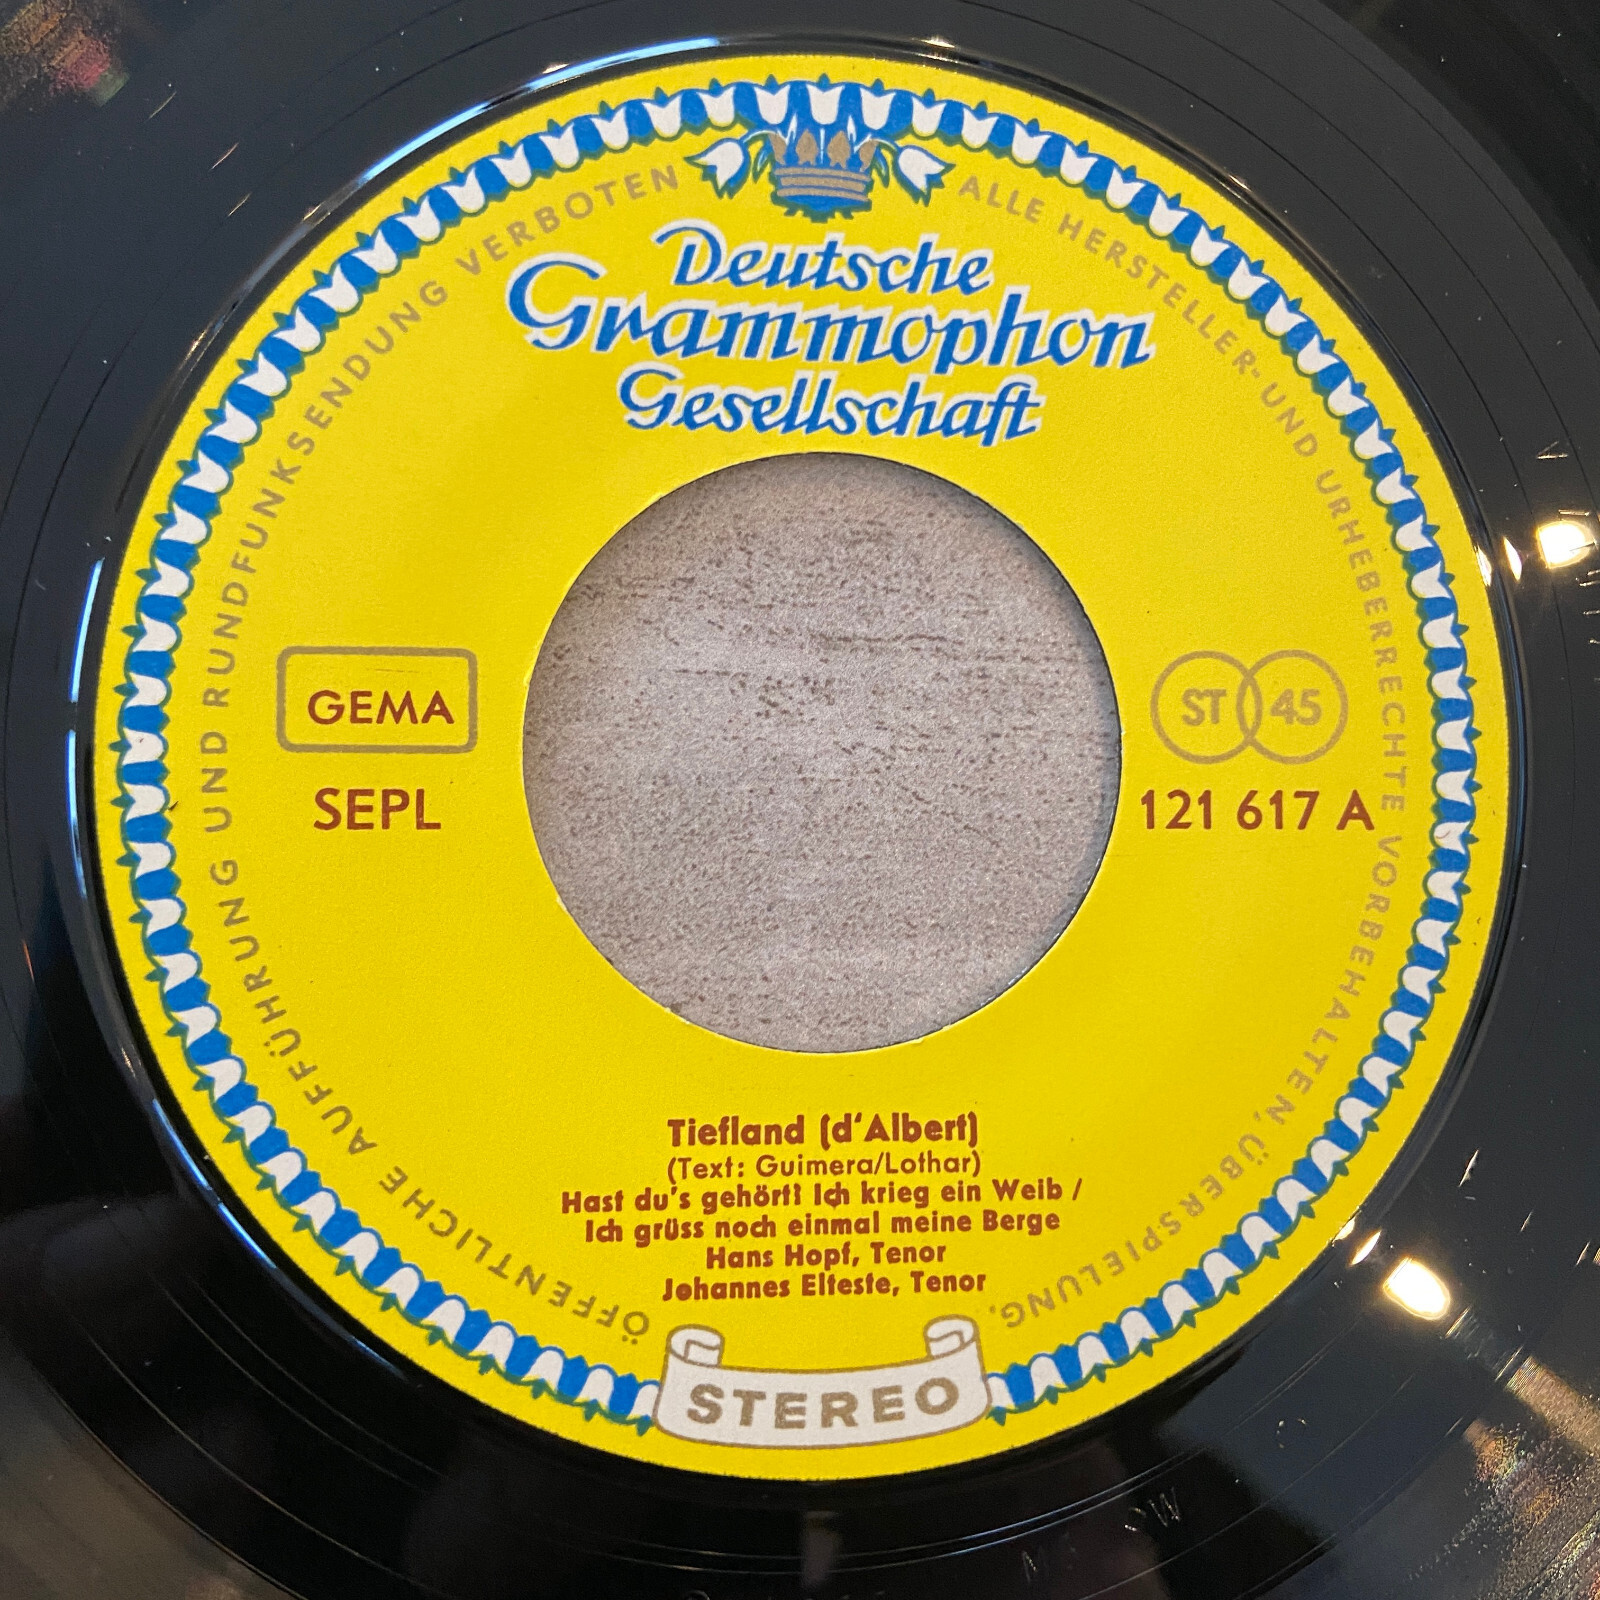 Deutsche
Grammophon
Gesellschaft
ALLE HERSTELLER- UND URHEBERRECHTE VORBEHALTEN, ÜBERSPIELUNG,
ÖFFENTLICHE AUFFÜHRUNG UND RUNDFUNKSENDUNG VERBOTEN
GEMA
ST 45
SEPL
121 617 A
Tiefland (d'Albert)
(Text: Guimera/Lothar)
Hast du's gehört? Ich krieg ein Weib /
Ich grüss noch einmal meine Berge
Hans Hopf, Tenor
Johannes Elteste, Tenor
STEREO